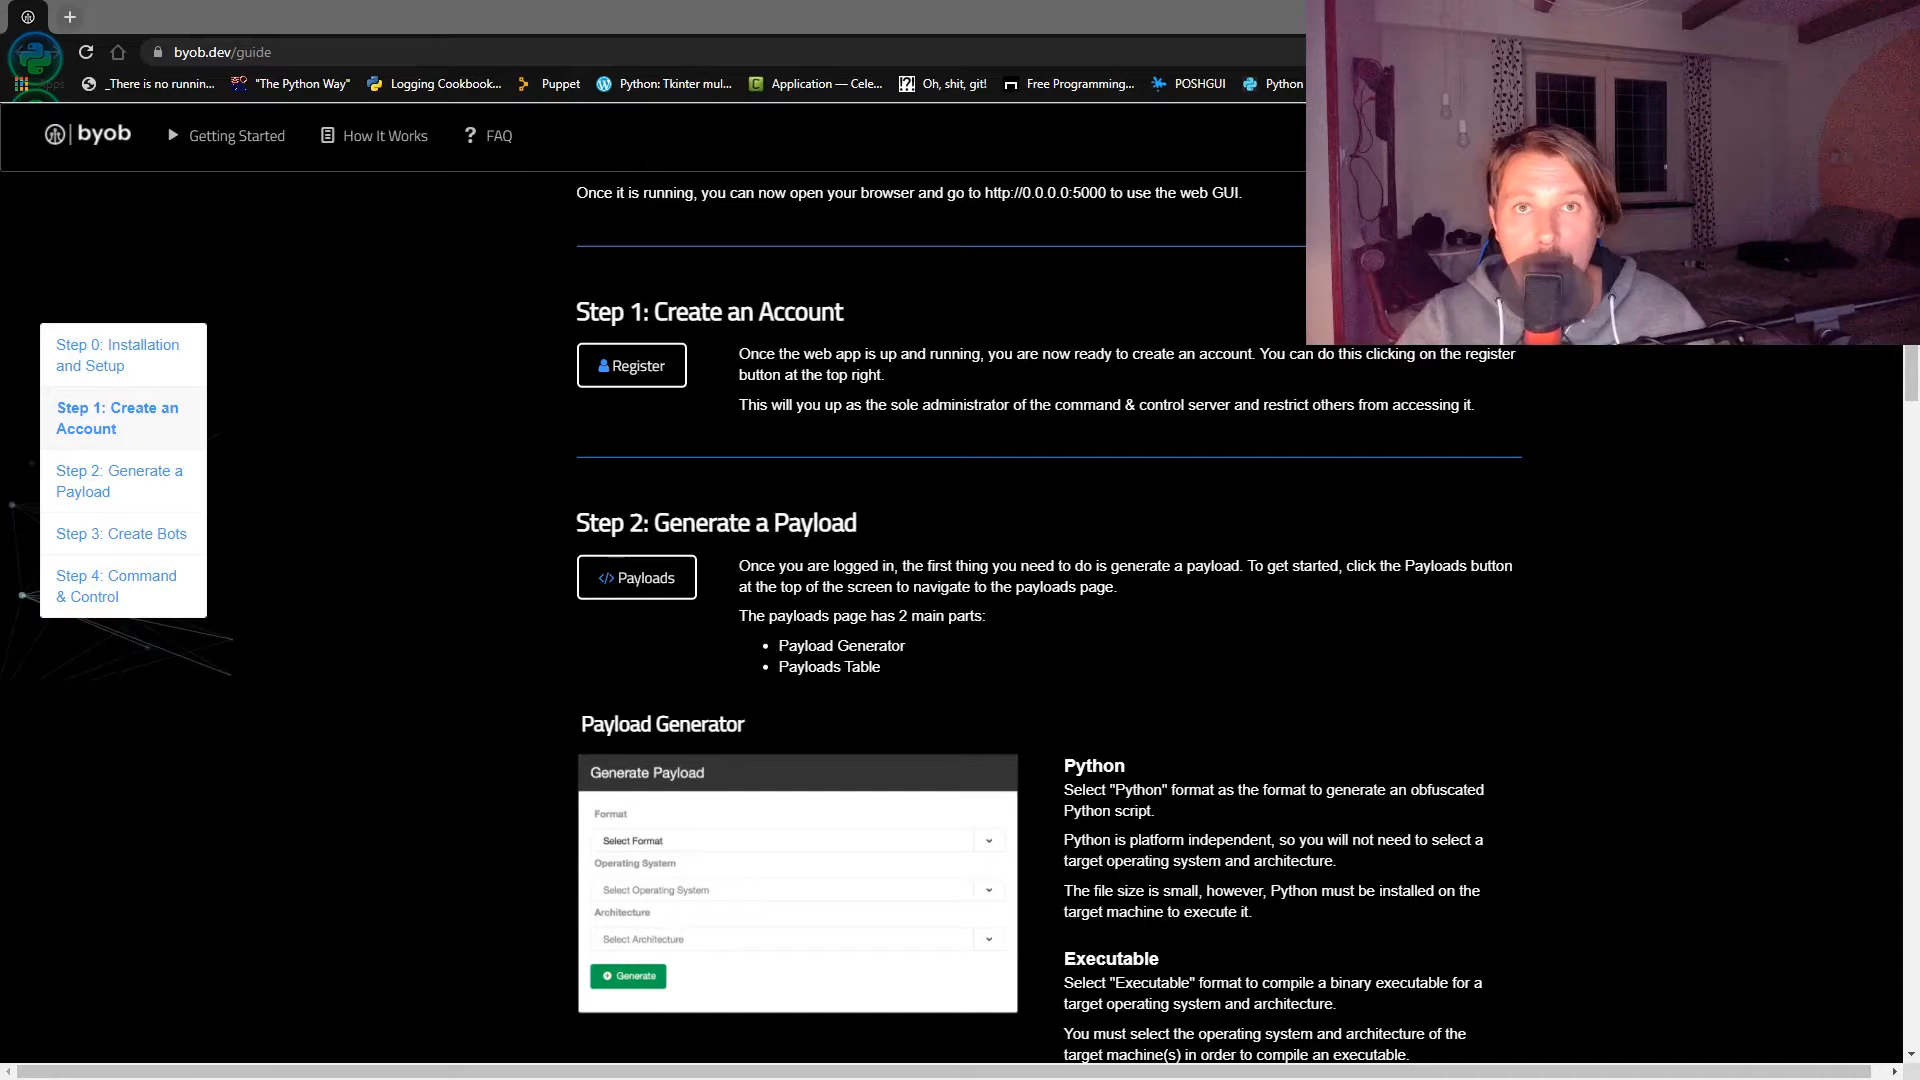 byob.dev/guide
Apps
_There is no runnin...
"The Python Way"
Logging Cookbook...
Puppet
Python: Tkinter mul...
Application — Cele...
Oh, shit, git!
Free Programming...
POSHGUI
Python
byob
Getting Started
How It Works
? FAQ
Once it is running, you can now open your browser and go to http://0.0.0.0:5000 to use the web GUI.
Step 0: Installation
and Setup
Step 1: Create an
Account
Step 2: Generate a
Payload
Step 3: Create Bots
Step 4: Command
& Control
Step 1: Create an Account
Register
Once the web app is up and running, you are now ready to create an account. You can do this clicking on the register
button at the top right.
This will you up as the sole administrator of the command & control server and restrict others from accessing it.
Step 2: Generate a Payload
</> Payloads
Once you are logged in, the first thing you need to do is generate a payload. To get started, click the Payloads button
at the top of the screen to navigate to the payloads page.
The payloads page has 2 main parts:
• Payload Generator
• Payloads Table
Payload Generator
Generate Payload
Format
Select Format
Operating System
Select Operating System
Architecture
Select Architecture
Generate
Python
Select "Python" format as the format to generate an obfuscated
Python script.
Python is platform independent, so you will not need to select a
target operating system and architecture.
The file size is small, however, Python must be installed on the
target machine to execute it.
Executable
Select "Executable" format to compile a binary executable for a
target operating system and architecture.
You must select the operating system and architecture of the
target machine(s) in order to compile an executable.